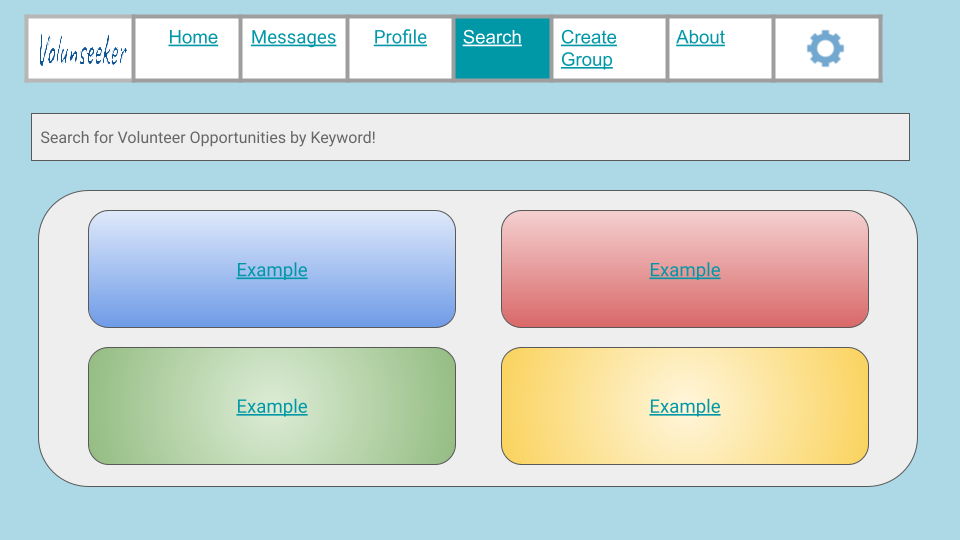 Volunseeker
Home
Messages
Profile
Search
Create
Group
About
Search for Volunteer Opportunities by Keyword!
Example
Example
Example
Example